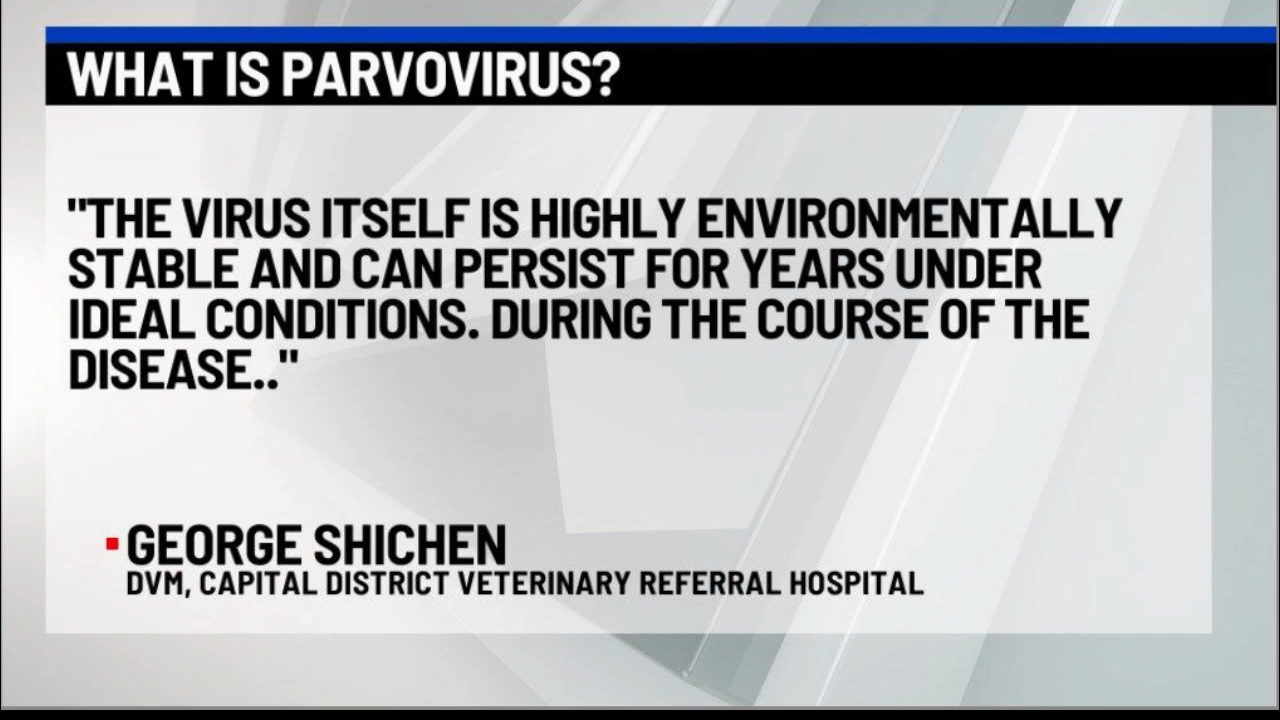 WHAT IS PARVOVIRUS?
"THE VIRUS ITSELF IS HIGHLY ENVIRONMENTALLY
STABLE AND CAN PERSIST FOR YEARS UNDER
IDEAL CONDITIONS. DURING THE COURSE OF THE
DISEASE.."
GEORGE SHICHEN
DVM, CAPITAL DISTRICT VETERINARY REFERRAL HOSPITAL